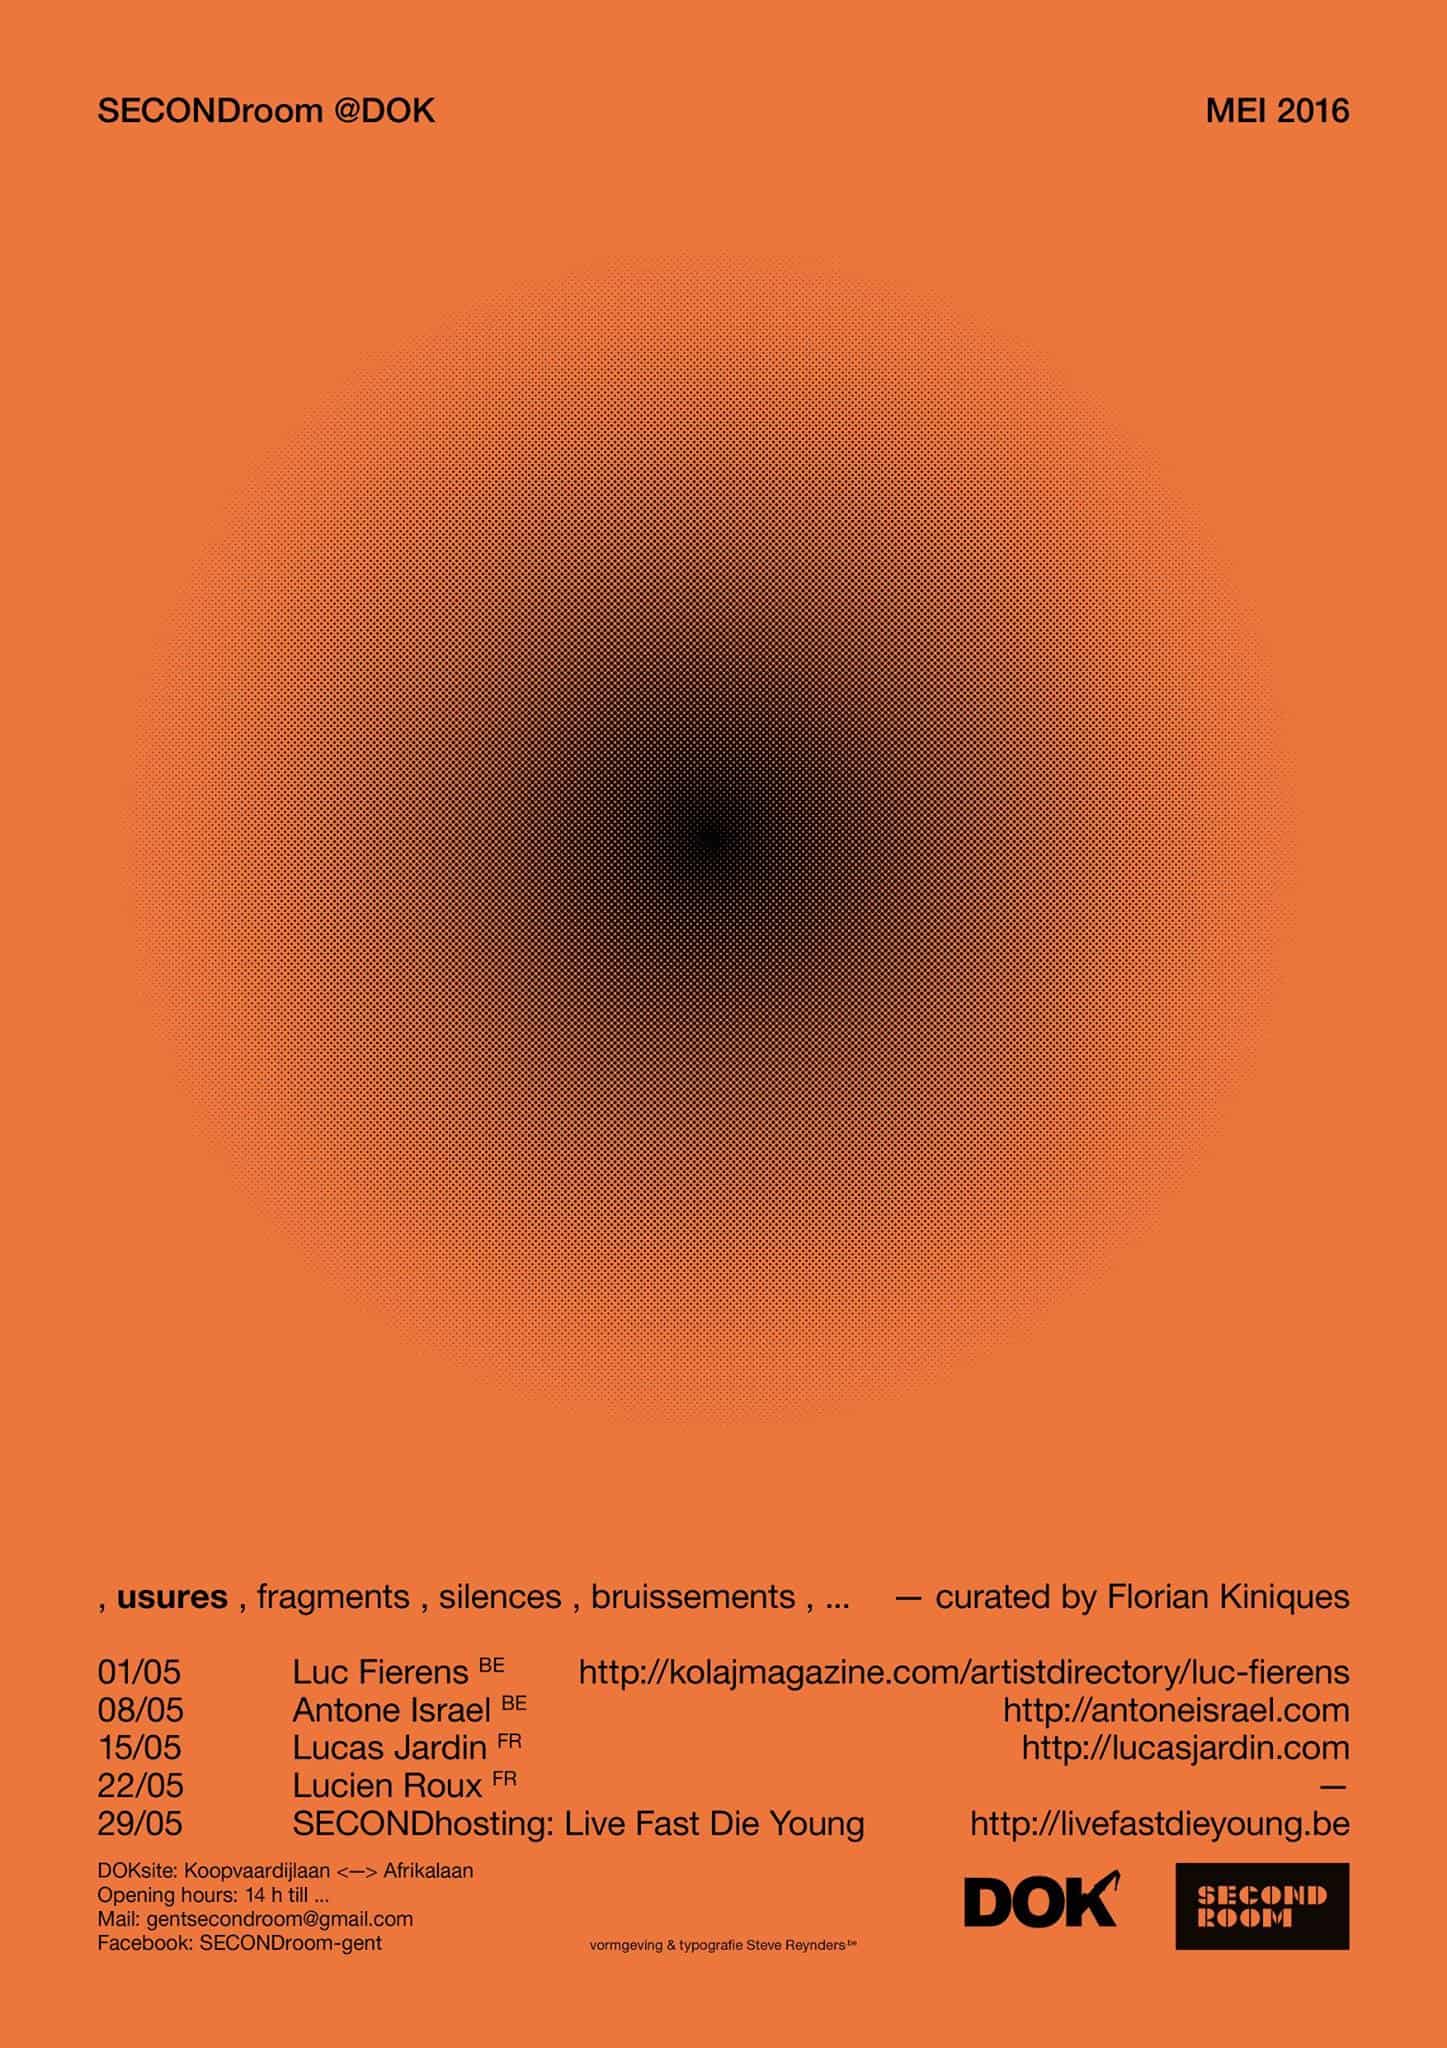 SECONDroom @DOK MEI 2016
, usures , fragments , silences , bruissements , ... — curated by Florian Kiniques
01/05 Luc Fierens BE http://kolajmagazine.com/artistdirectory/luc-fierens
08/05 Antone Israel BE http://antoneisrael.com
15/05 Lucas Jardin FR http://lucasjardin.com
22/05 Lucien Roux FR —
29/05 SECONDhosting: Live Fast Die Young http://livefastdieyoung.be
DOKsite: Koopvaardijlaan <—> Afrikalaan
Opening hours: 14 h till ...
Mail: gentsecondroom@gmail.com
Facebook: SECONDroom-gent
vormgeving & typografie Steve Reynders be
DOK
SECOND
ROOM